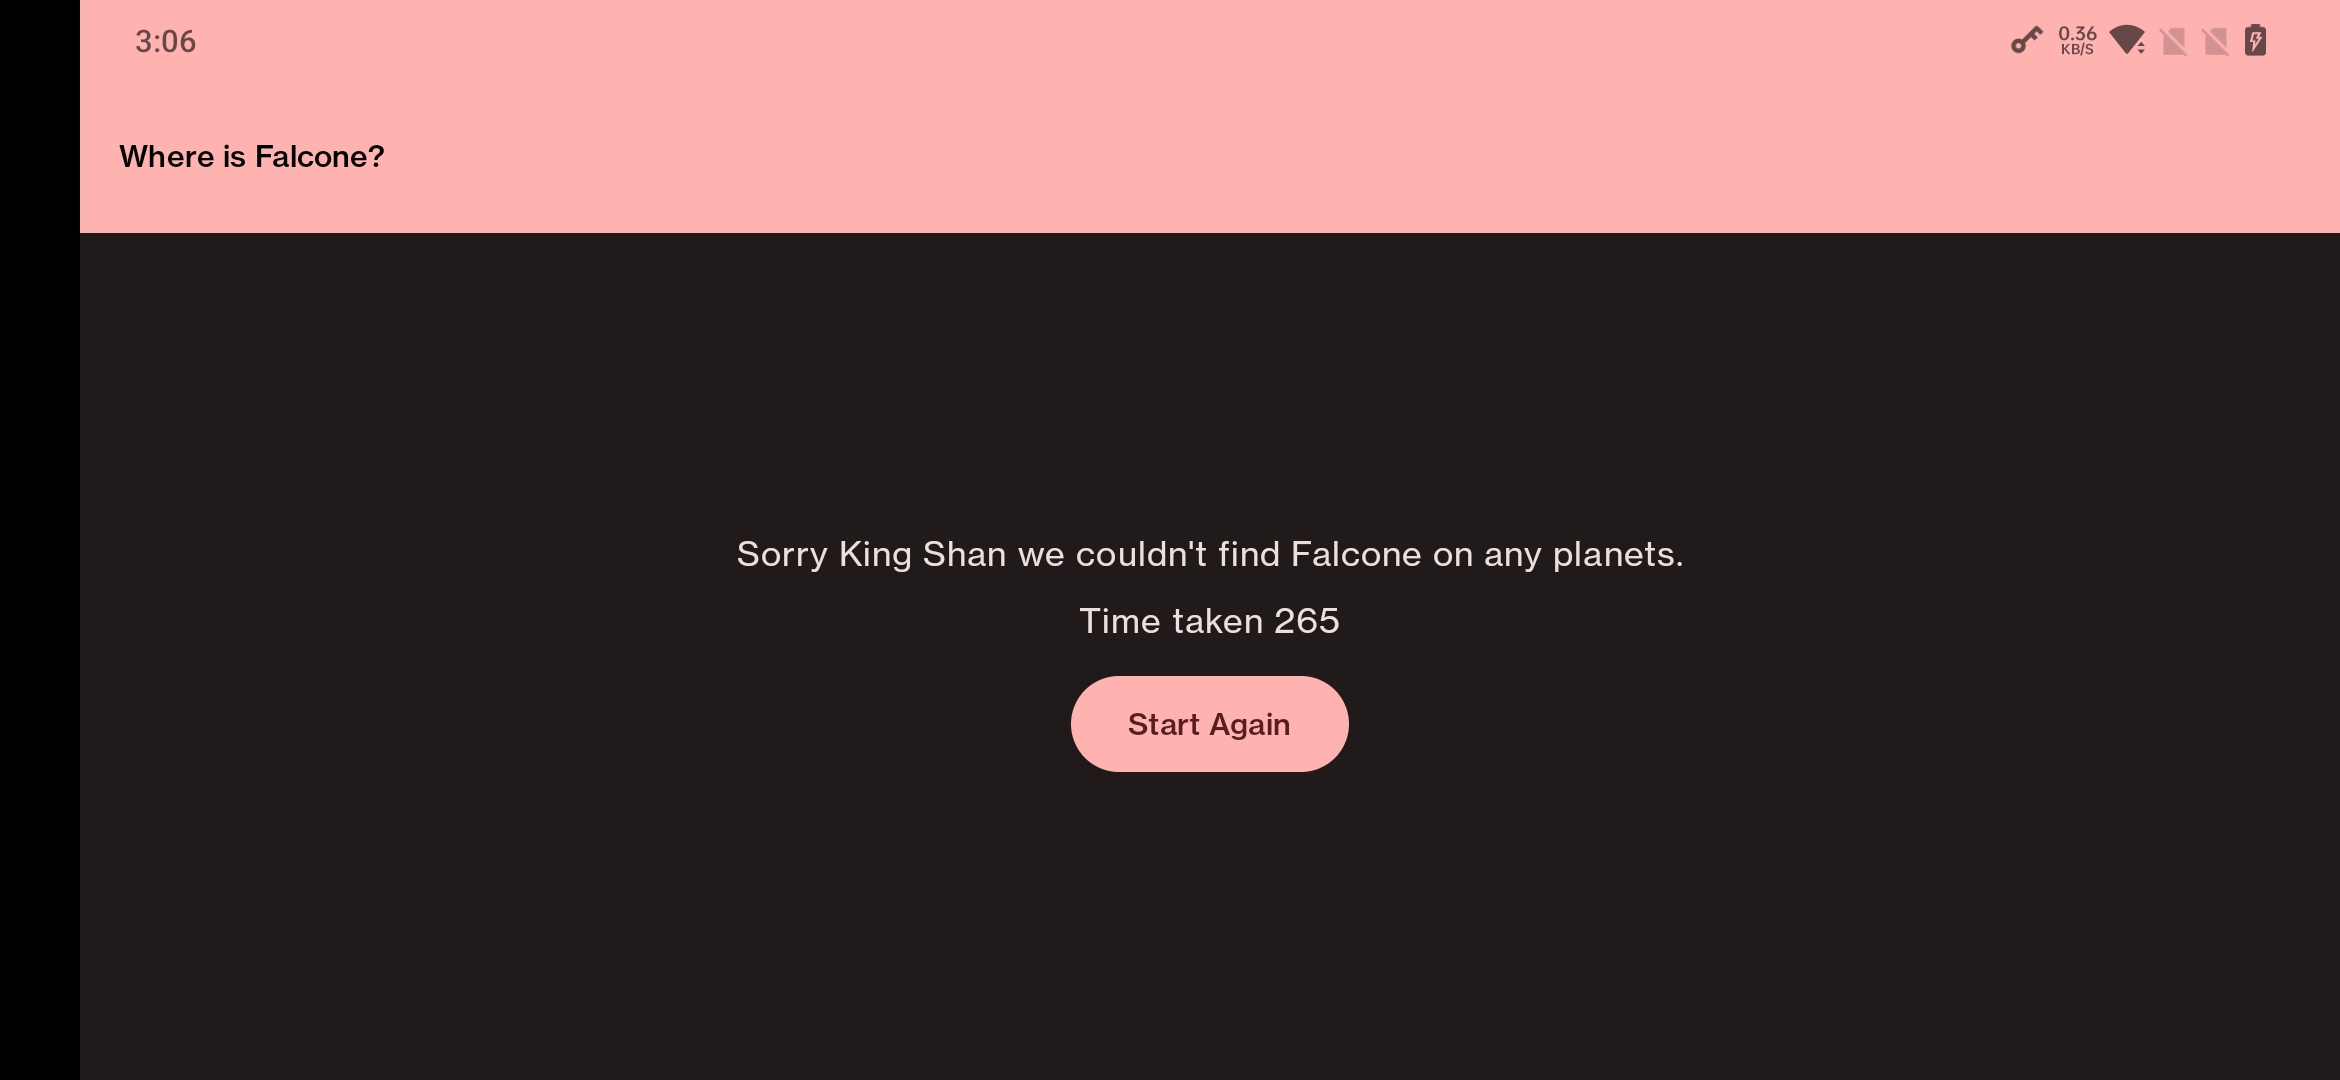 3:06
0.36
KB/S
Where is Falcone?
Sorry King Shan we couldn't find Falcone on any planets.
Time taken 265
Start Again